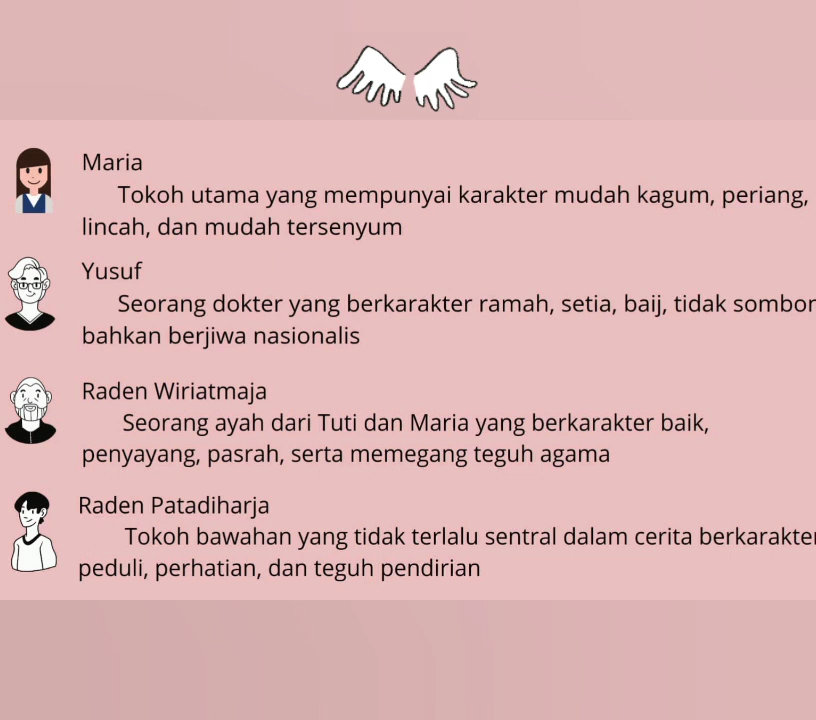 Maria
Tokoh utama yang mempunyai karakter mudah kagum, periang,
lincah, dan mudah tersenyum
Yusuf
Seorang dokter yang berkarakter ramah, setia, baij, tidak sombon
bahkan berjiwa nasionalis
Raden Wiriatmaja
Seorang ayah dari Tuti dan Maria yang berkarakter baik,
penyayang, pasrah, serta memegang teguh agama
Raden Patadiharja
Tokoh bawahan yang tidak terlalu sentral dalam cerita berkarakter
peduli, perhatian, dan teguh pendirian